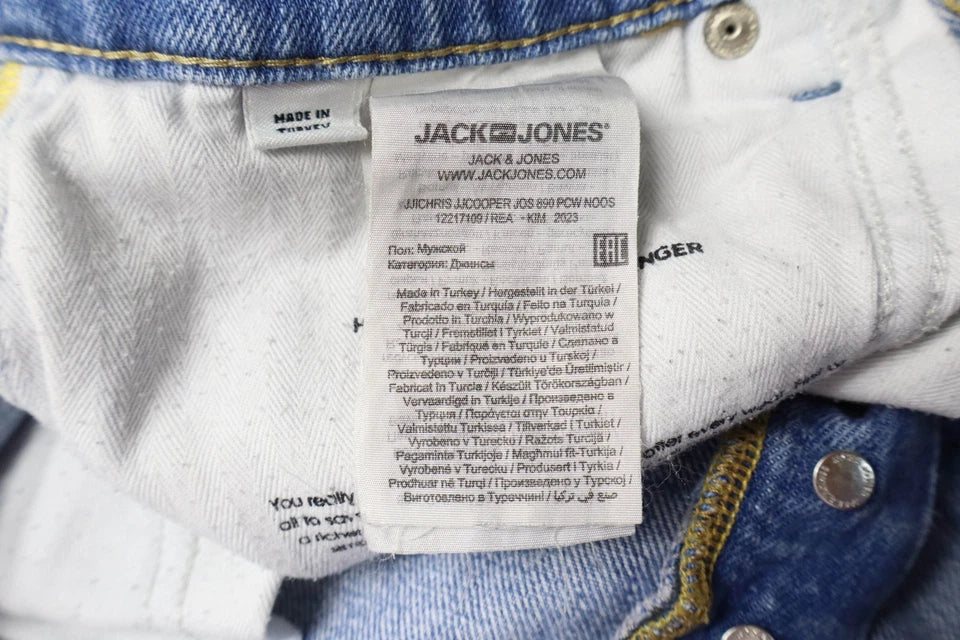 MADE IN
TURKEY
JACK JONES®
JACK & JONES
WWW.JACKJONES.COM
JJICHRIS JJCOOPER JOS 890 PCW NOOS
12217109 / REA - KIM 2023
Пол: Мужской
Категория: Джинсы
EAC
NGER
Made in Turkey / Hergestellt in der Türkei /
Fabricado en Turquía / Feito na Turquia /
Prodotto in Turchia / Wyprodukowano w
Turcji / Fremstillet i Tyrkiet / Valmistatud
Türgis / Fabriqué en Turquie / Сделано в
Турции / Proizvedeno u Turskoj /
Proizvedeno v Turčiji / Türkiye'de Üretilmiştir /
Fabricat în Turcia / Készült Törökországban /
Vervaardigd in Turkije / Произведено в
Турция / Παράγεται στην Τουρκία /
Valmistettu Turkissa / Tillverkad i Turkiet /
Vyrobeno v Turecku / Ražots Turcijā /
Pagaminta Turkijoje / Maghmul fit-Turkija /
Vyrobené v Turecku / Produsert i Tyrkia /
Prodhuar në Turqi / Произведено у Турској /
Виготовлено в Туреччині / صنع في تركيا
You really
all to say
a richer